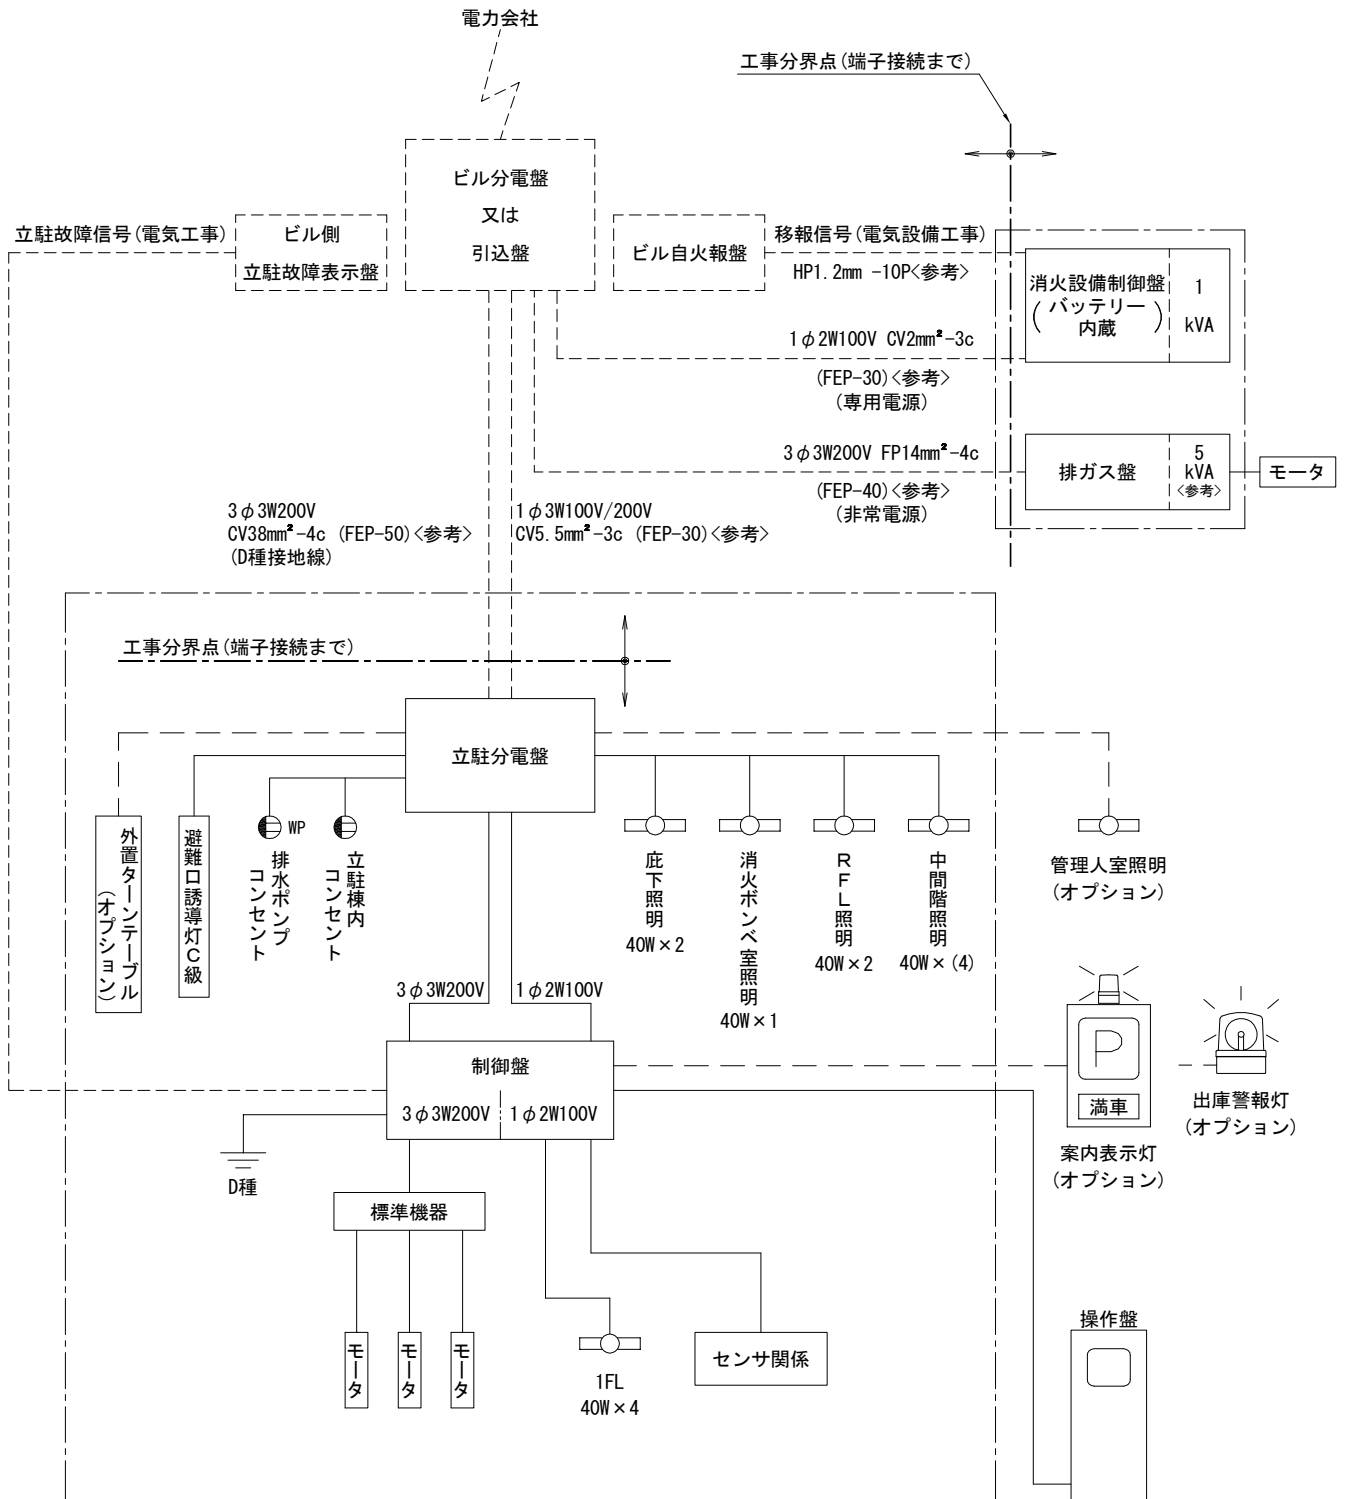 電力会社
工事分界点(端子接続まで)
ビル分電盤
又は
引込盤
立駐故障信号(電気工事)
ビル側
立駐故障表示盤
ビル自火報盤
移報信号(電気設備工事)
HP1.2mm -10P<参考>
消火設備制御盤
(バッテリー
内蔵)
1
kVA
1φ2W100V CV2mm²-3c
(FEP-30)<参考>
(専用電源)
3φ3W200V FP14mm²-4c
(FEP-40)<参考>
(非常電源)
排ガス盤
5
kVA
<参考>
モータ
3φ3W200V
CV38mm²-4c (FEP-50)<参考>
(D種接地線)
1φ3W100V/200V
CV5.5mm²-3c (FEP-30)<参考>
工事分界点(端子接続まで)
立駐分電盤
外置ターンテーブル
(オプション)
避難口誘導灯C級
WP
排水ポンプ
コンセント
立駐棟内
コンセント
庇下照明
40W×2
消火ボンベ室照明
40W×1
RFL照明
40W×2
中間階照明
40W×(4)
管理人室照明
(オプション)
3φ3W200V
1φ2W100V
制御盤
3φ3W200V
1φ2W100V
D種
P
満車
案内表示灯
(オプション)
出庫警報灯
(オプション)
標準機器
モータ
モータ
モータ
1FL
40W×4
センサ関係
操作盤